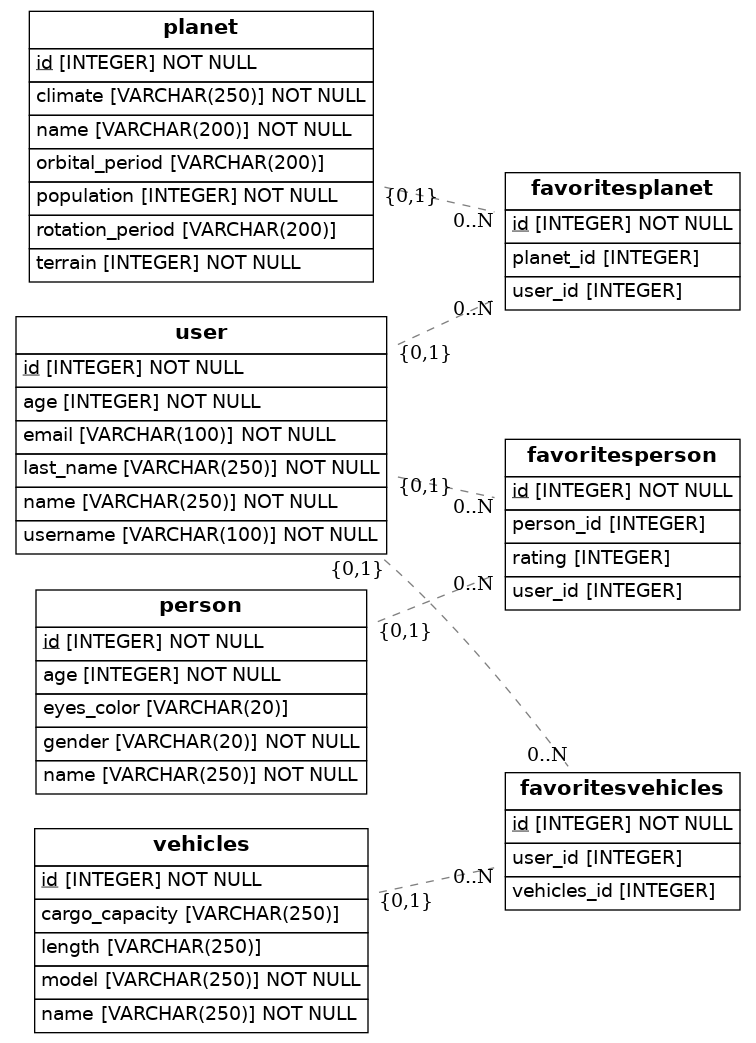 planet
id [INTEGER] NOT NULL
climate [VARCHAR(250)] NOT NULL
name [VARCHAR(200)] NOT NULL
orbital_period [VARCHAR(200)]
population [INTEGER] NOT NULL
rotation_period [VARCHAR(200)]
terrain [INTEGER] NOT NULL
{0,1}
0..N
favoritesplanet
id [INTEGER] NOT NULL
planet_id [INTEGER]
user_id [INTEGER]
0..N
{0,1}
user
id [INTEGER] NOT NULL
age [INTEGER] NOT NULL
email [VARCHAR(100)] NOT NULL
last_name [VARCHAR(250)] NOT NULL
name [VARCHAR(250)] NOT NULL
username [VARCHAR(100)] NOT NULL
{0,1}
0..N
favoritesperson
id [INTEGER] NOT NULL
person_id [INTEGER]
rating [INTEGER]
user_id [INTEGER]
{0,1}
0..N
{0,1}
person
id [INTEGER] NOT NULL
age [INTEGER] NOT NULL
eyes_color [VARCHAR(20)]
gender [VARCHAR(20)] NOT NULL
name [VARCHAR(250)] NOT NULL
0..N
favoritesvehicles
id [INTEGER] NOT NULL
user_id [INTEGER]
vehicles_id [INTEGER]
vehicles
id [INTEGER] NOT NULL
cargo_capacity [VARCHAR(250)]
length [VARCHAR(250)]
model [VARCHAR(250)] NOT NULL
name [VARCHAR(250)] NOT NULL
0..N
{0,1}